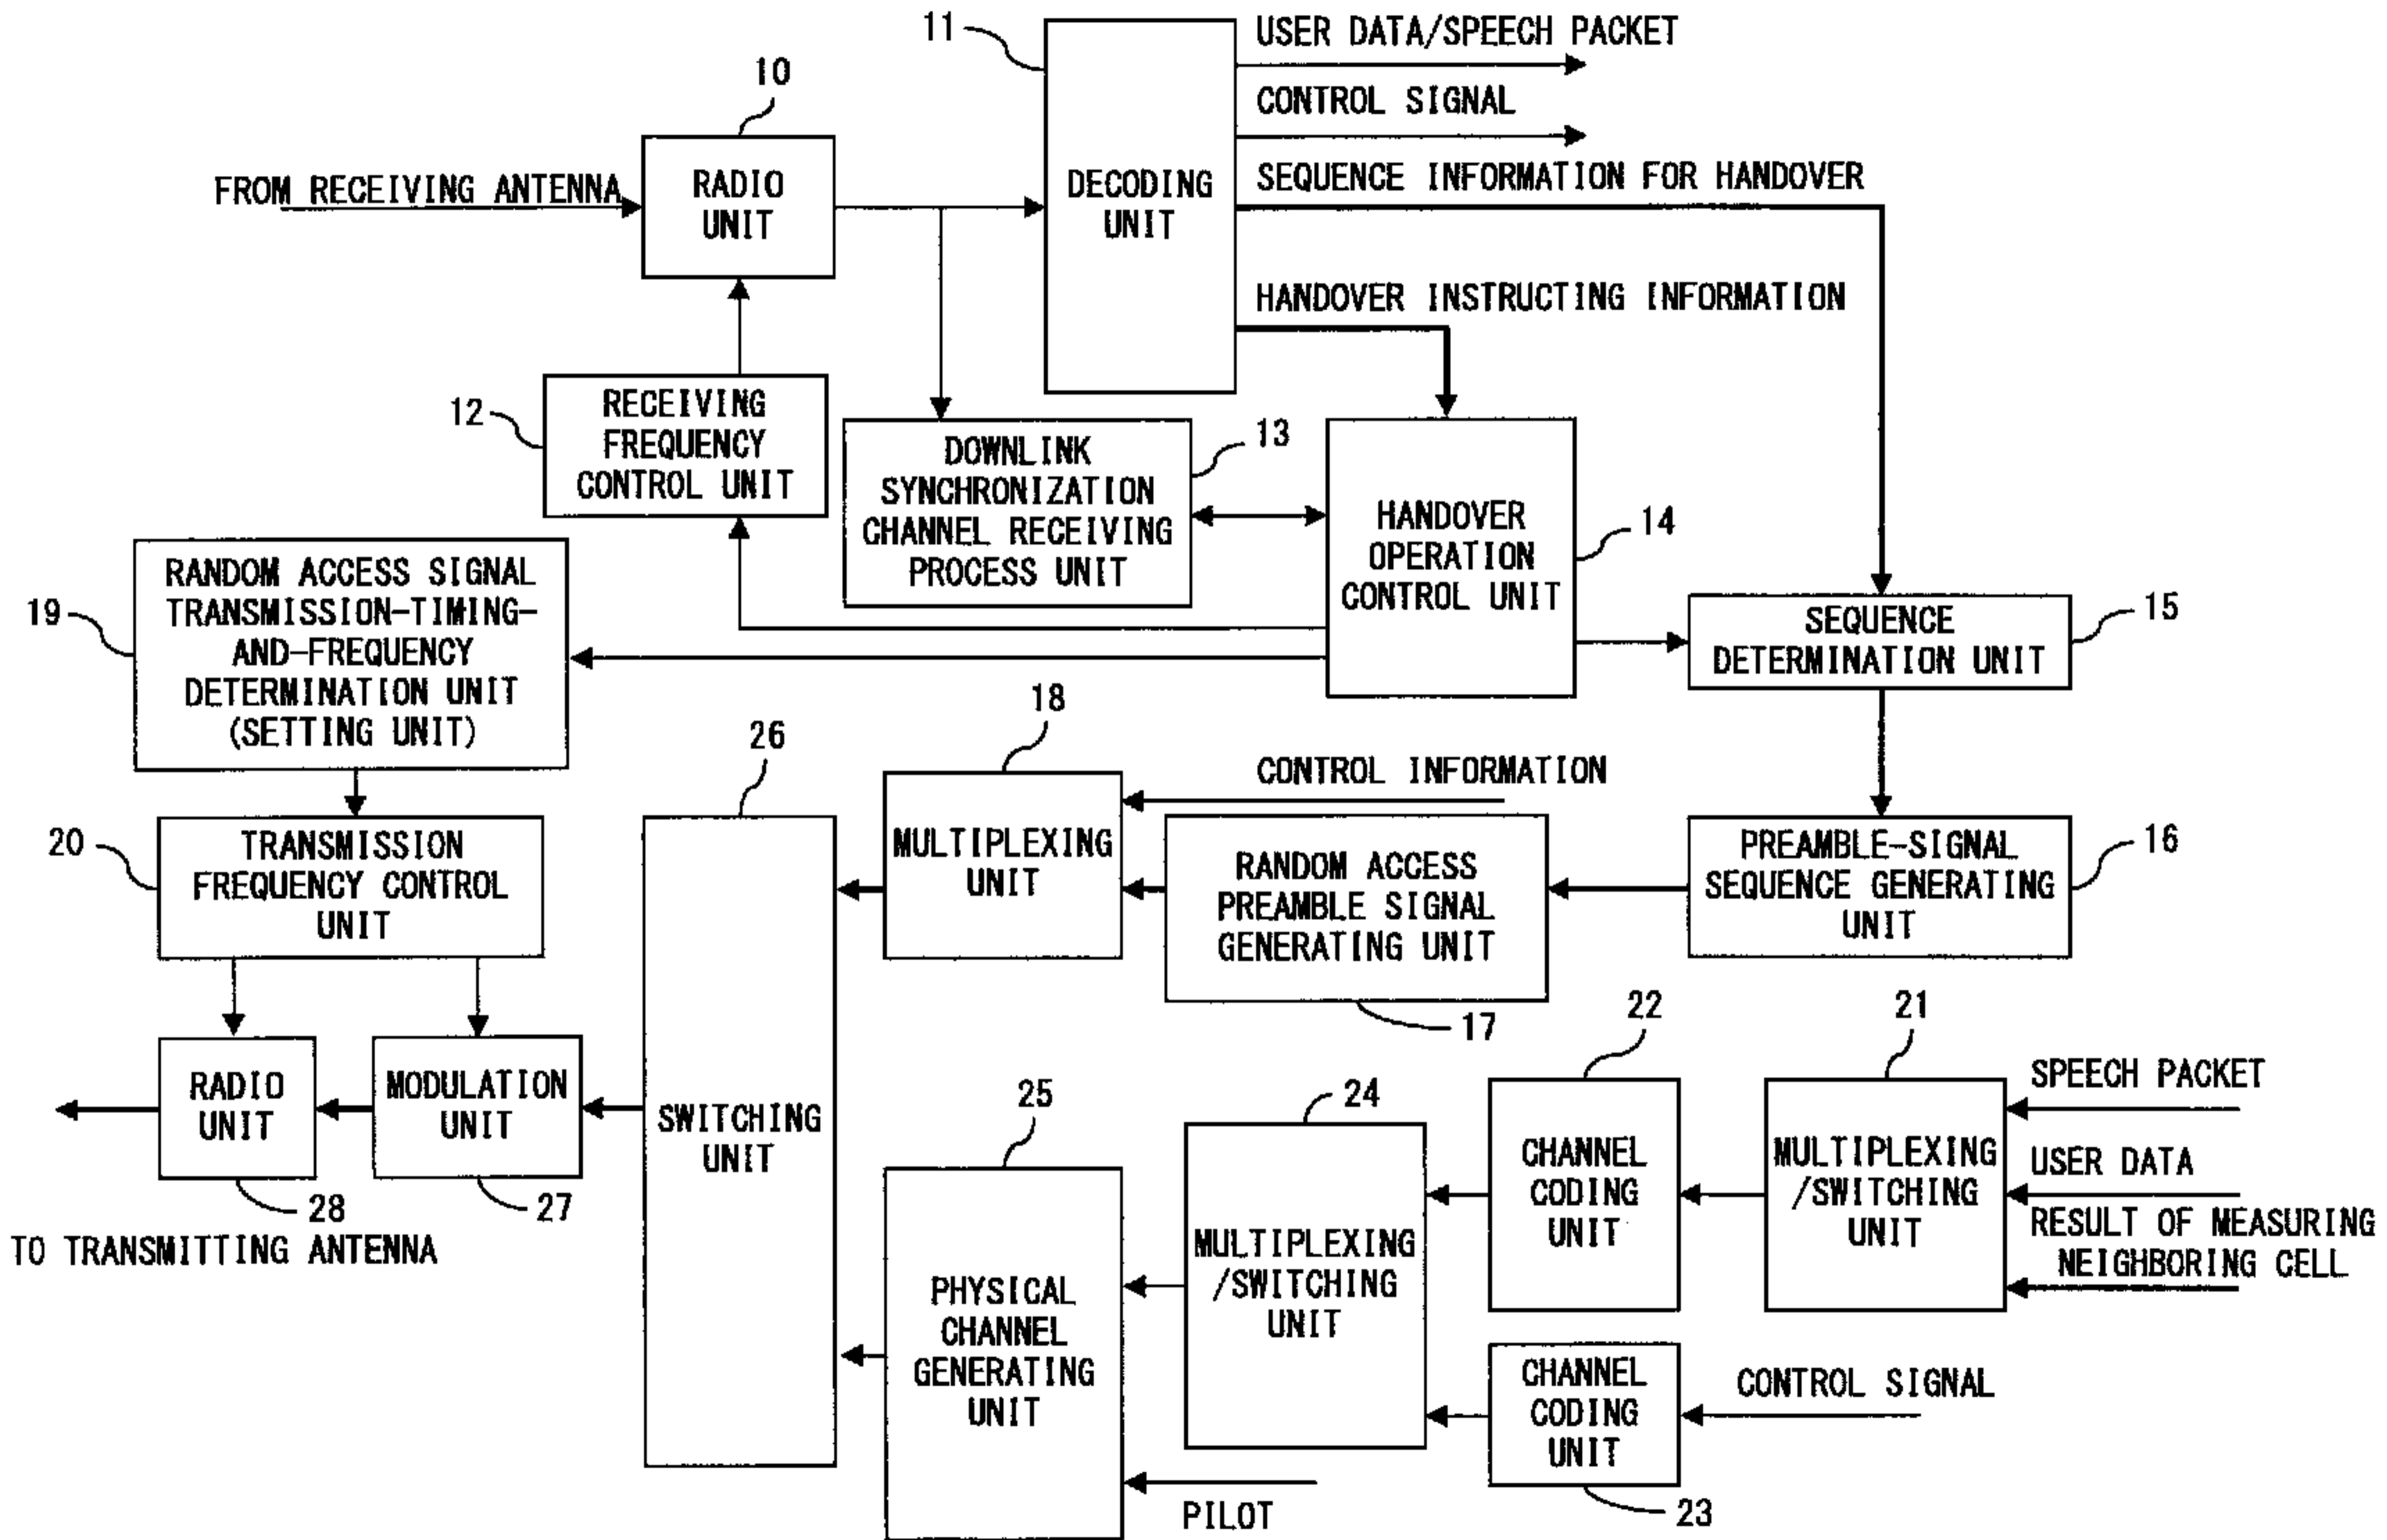 11
USER DATA/SPEECH PACKET
10
CONTROL SIGNAL
FROM RECEIVING ANTENNA
RADIO
UNIT
DECODING
UNIT
SEQUENCE INFORMATION FOR HANDOVER
HANDOVER INSTRUCTING INFORMATION
12
RECEIVING
FREQUENCY
CONTROL UNIT
DOWNLINK
SYNCHRONIZATION
CHANNEL RECEIVING
PROCESS UNIT
13
HANDOVER
OPERATION
CONTROL UNIT
14
19
RANDOM ACCESS SIGNAL
TRANSMISSION-TIMING-
AND-FREQUENCY
DETERMINATION UNIT
(SETTING UNIT)
SEQUENCE
DETERMINATION UNIT
15
26
18
CONTROL INFORMATION
20
TRANSMISSION
FREQUENCY CONTROL
UNIT
MULTIPLEXING
UNIT
RANDOM ACCESS
PREAMBLE SIGNAL
GENERATING UNIT
17
PREAMBLE-SIGNAL
SEQUENCE GENERATING
UNIT
16
RADIO
UNIT
28
MODULATION
UNIT
27
SWITCHING
UNIT
TO TRANSMITTING ANTENNA
25
PHYSICAL
CHANNEL
GENERATING
UNIT
24
MULTIPLEXING
/SWITCHING
UNIT
22
CHANNEL
CODING
UNIT
21
MULTIPLEXING
/SWITCHING
UNIT
SPEECH PACKET
USER DATA
RESULT OF MEASURING
NEIGHBORING CELL
CHANNEL
CODING
UNIT
23
CONTROL SIGNAL
PILOT